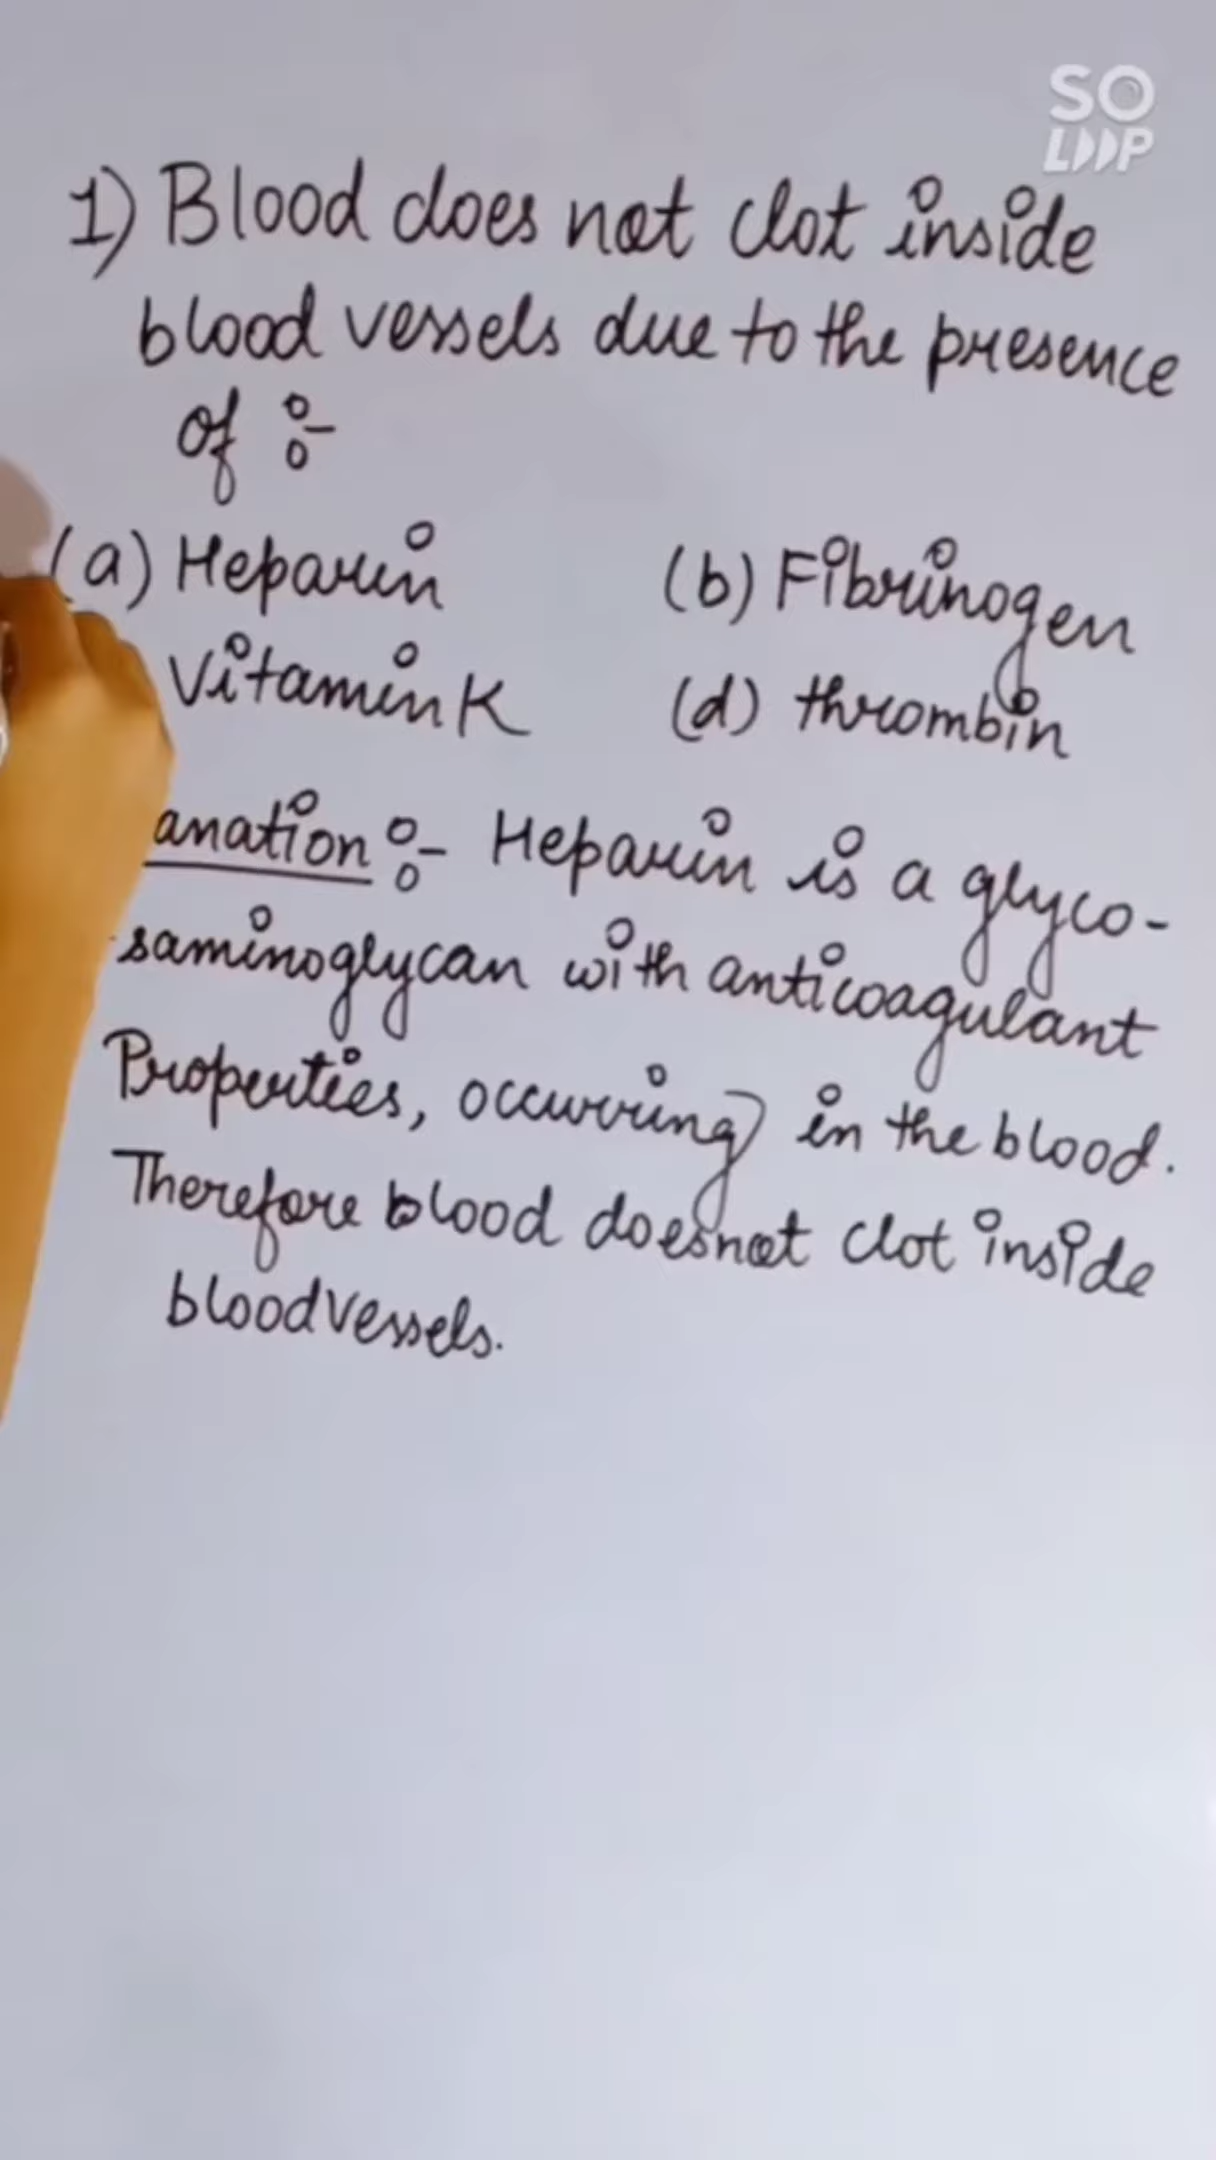 SO
LOOP
1) Blood does not clot inside
blood vessels due to the presence
of :-
(a) Heparin (b) Fibrinogen
Vitamin K (d) thrombin
anation :- Heparin is a glyco-
saminoglycan with anticoagulant
Properties, occurring in the blood.
Therefore blood doesnot clot inside
bloodvessels.